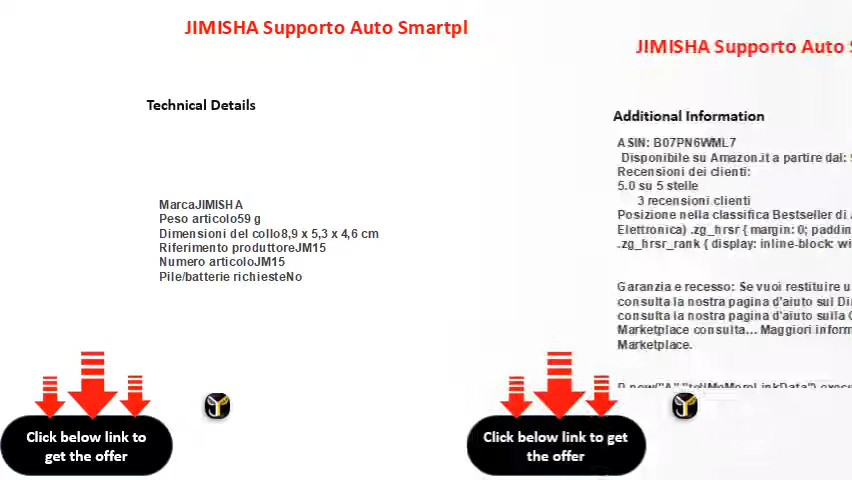 JIMISHA Supporto Auto Smartpl
Technical Details
MarcaJIMISHA
Peso articolo59 g
Dimensioni del collo8,9 x 5,3 x 4,6 cm
Riferimento produttoreJM15
Numero articoloJM15
Pile/batterie richiesteNo
Click below link to
get the offer
JIMISHA Supporto Auto
Additional Information
ASIN: B07PN6WML7
Disponibile su Amazon.it a partire dal:
Recensioni dei clienti:
5.0 su 5 stelle
3 recensioni clienti
Posizione nella classifica Bestseller di
Elettronica) .zg_hrsr { margin: 0; paddin
.zg_hrsr_rank { display: inline-block; wi
Garanzia e recesso: Se vuoi restituire u
consulta la nostra pagina d'aiuto sul Di
consulta la nostra pagina d'aiuto sulla
Marketplace consulta... Maggiori inform
Marketplace.
Click below link to get
the offer